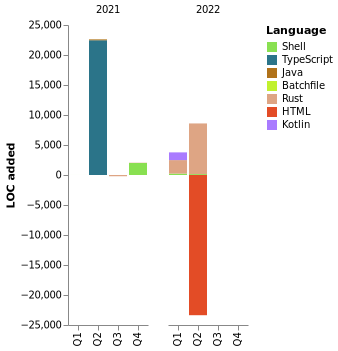 2021 2022
Language
Shell
TypeScript
Java
Batchfile
Rust
HTML
Kotlin
LOC added
25,000
20,000
15,000
10,000
5,000
0
−5,000
−10,000
−15,000
−20,000
−25,000
Q1 Q2 Q3 Q4 Q1 Q2 Q3 Q4